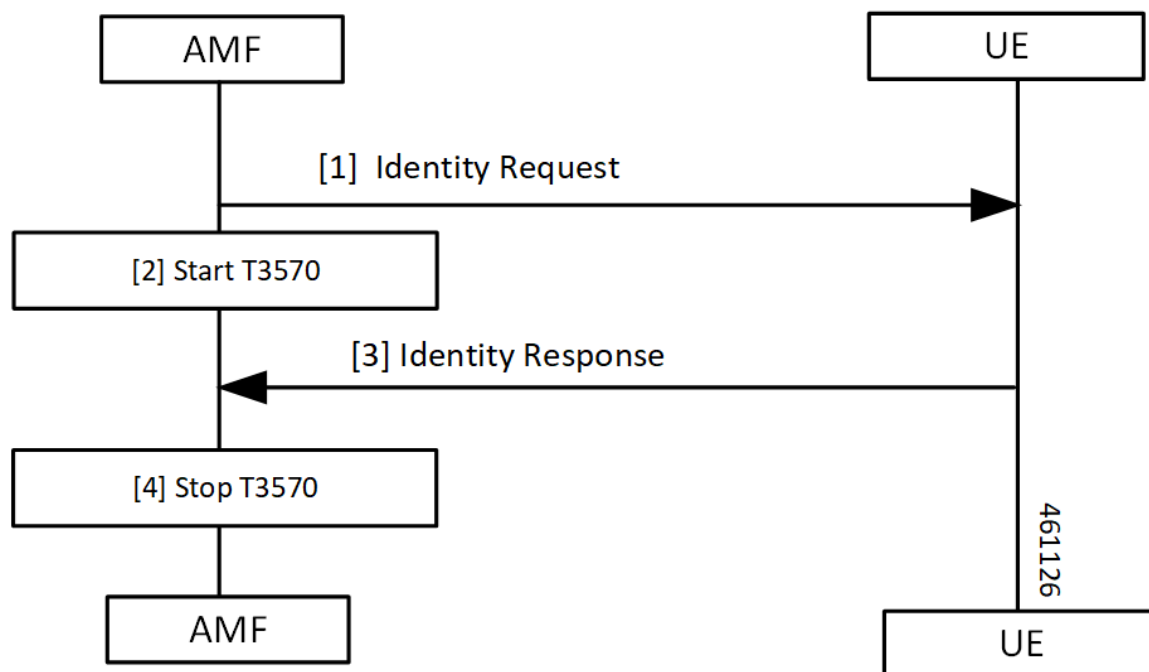 AMF
UE
[1] Identity Request
[2] Start T3570
[3] Identity Response
[4] Stop T3570
461126
AMF
UE